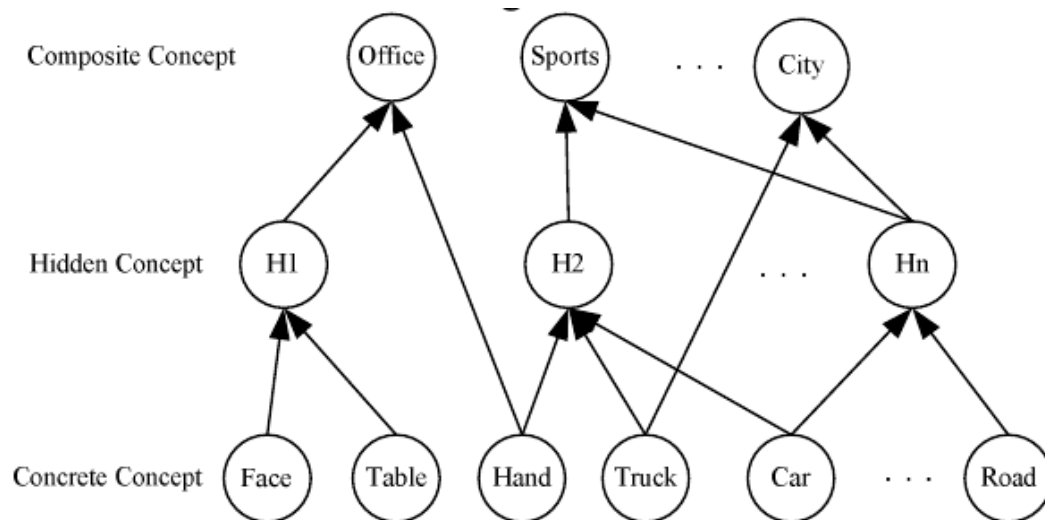 Composite Concept Office Sports . . . City
Hidden Concept H1 H2 . . . Hn
Concrete Concept Face Table Hand Truck Car . . . Road